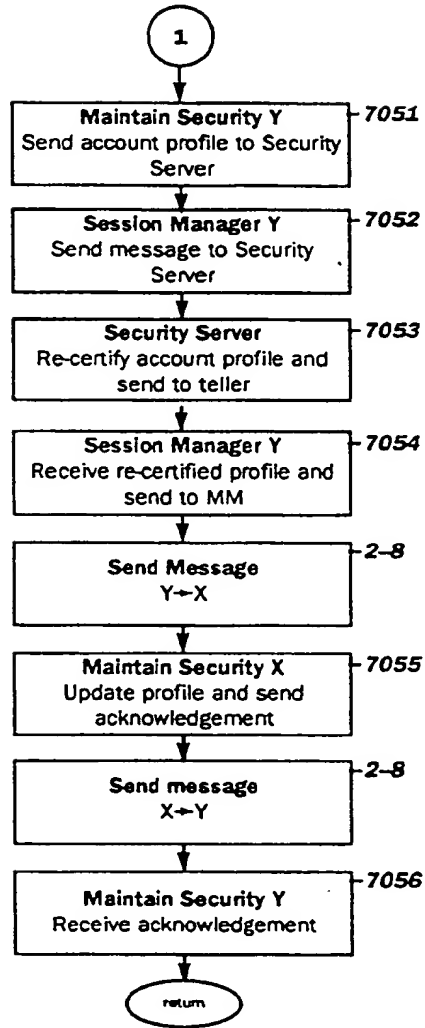 1
Maintain Security Y
7051
Send account profile to Security
Server
Session Manager Y
7052
Send message to Security
Server
Security Server
7053
Re-certify account profile and
send to teller
Session Manager Y
7054
Receive re-certified profile and
send to MM
2-8
Send Message
Y→X
Maintain Security X
7055
Update profile and send
acknowledgement
2-8
Send message
X→Y
7056
Maintain Security Y
Receive acknowledgement
return